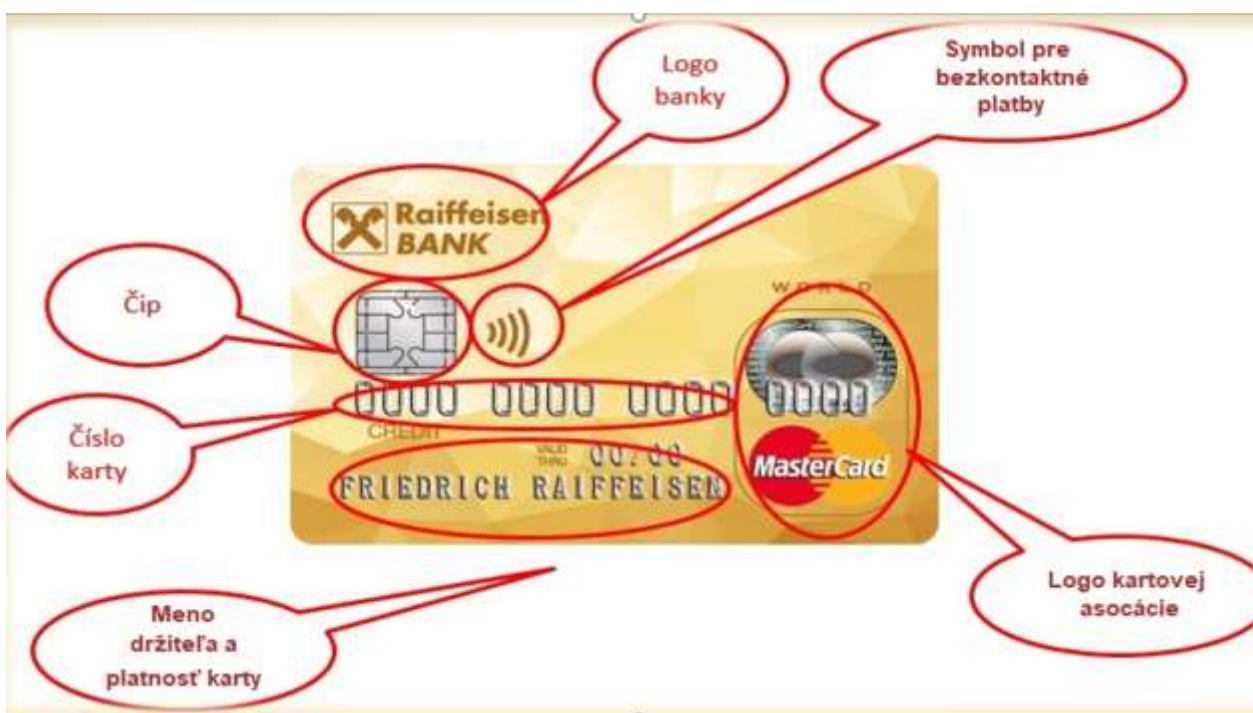 Logo
banky
Symbol pre
bezkontaktné
platby
Raiffeisen
BANK
Čip
WORLD
0000 0000 0000 0000
Číslo
karty
CREDIT
VALID
THRU
00/00
FRIEDRICH RAIFFEISEN
MasterCard
Logo kartovej
asocácie
Meno
držiteľa a
platnosť karty